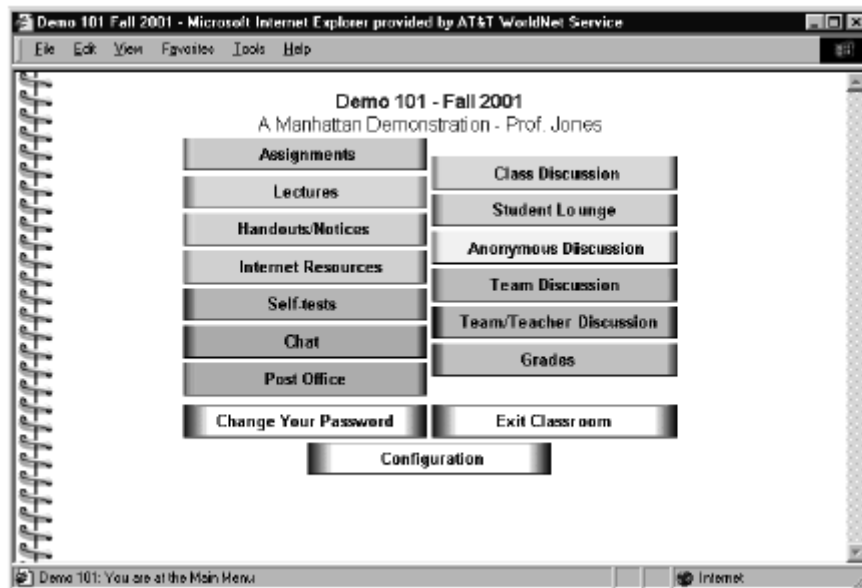 Demo 101 Fall 2001 - Microsoft Internet Explorer provided by AT&T WorldNet Service
File Edit View Favorites Tools Help
Demo 101 - Fall 2001
A Manhattan Demonstration - Prof. Jones
Assignments
Lectures
Handouts/Notices
Internet Resources
Self-tests
Chat
Post Office
Class Discussion
Student Lounge
Anonymous Discussion
Team Discussion
Team/Teacher Discussion
Grades
Change Your Password
Exit Classroom
Configuration
Demo 101: You are at the Main Menu
Internet